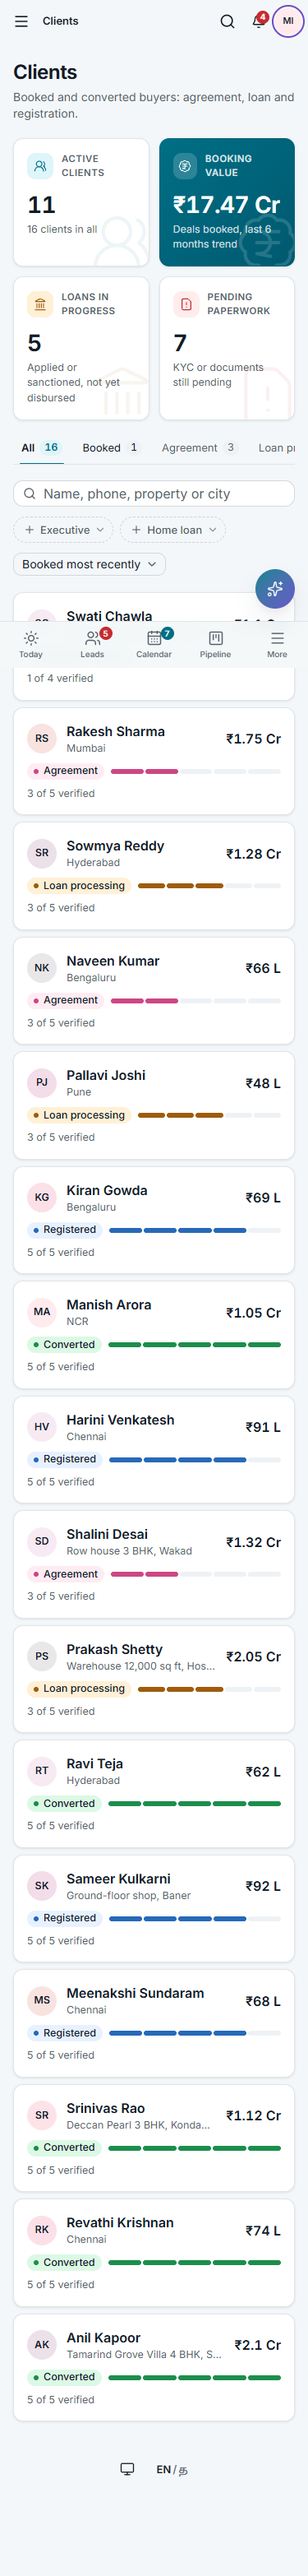 Clients
4
MI
Clients
Booked and converted buyers: agreement, loan and
registration.
ACTIVE
CLIENTS
11
16 clients in all
BOOKING
VALUE
₹17.47 Cr
Deals booked, last 6
months trend
LOANS IN
PROGRESS
5
Applied or
sanctioned, not yet
disbursed
PENDING
PAPERWORK
7
KYC or documents
still pending
All 16 Booked 1 Agreement 3
Name, phone, property or city
Executive Home loan
Booked most recently
Swati Chawla
Today
Leads 5
Calendar 7
Pipeline
More
1 of 4 verified
RS Rakesh Sharma ₹1.75 Cr
Mumbai
Agreement
3 of 5 verified
SR Sowmya Reddy ₹1.28 Cr
Hyderabad
Loan processing
3 of 5 verified
NK Naveen Kumar ₹66 L
Bengaluru
Agreement
3 of 5 verified
PJ Pallavi Joshi ₹48 L
Pune
Loan processing
3 of 5 verified
KG Kiran Gowda ₹69 L
Bengaluru
Registered
5 of 5 verified
MA Manish Arora ₹1.05 Cr
NCR
Converted
5 of 5 verified
HV Harini Venkatesh ₹91 L
Chennai
Registered
5 of 5 verified
SD Shalini Desai ₹1.32 Cr
Row house 3 BHK, Wakad
Agreement
3 of 5 verified
PS Prakash Shetty ₹2.05 Cr
Warehouse 12,000 sq ft, Hos...
Loan processing
3 of 5 verified
RT Ravi Teja ₹62 L
Hyderabad
Converted
5 of 5 verified
SK Sameer Kulkarni ₹92 L
Ground-floor shop, Baner
Registered
5 of 5 verified
MS Meenakshi Sundaram ₹68 L
Chennai
Registered
5 of 5 verified
SR Srinivas Rao ₹1.12 Cr
Deccan Pearl 3 BHK, Konda...
Converted
5 of 5 verified
RK Revathi Krishnan ₹74 L
Chennai
Converted
5 of 5 verified
AK Anil Kapoor ₹2.1 Cr
Tamarind Grove Villa 4 BHK, S...
Converted
5 of 5 verified
EN / த